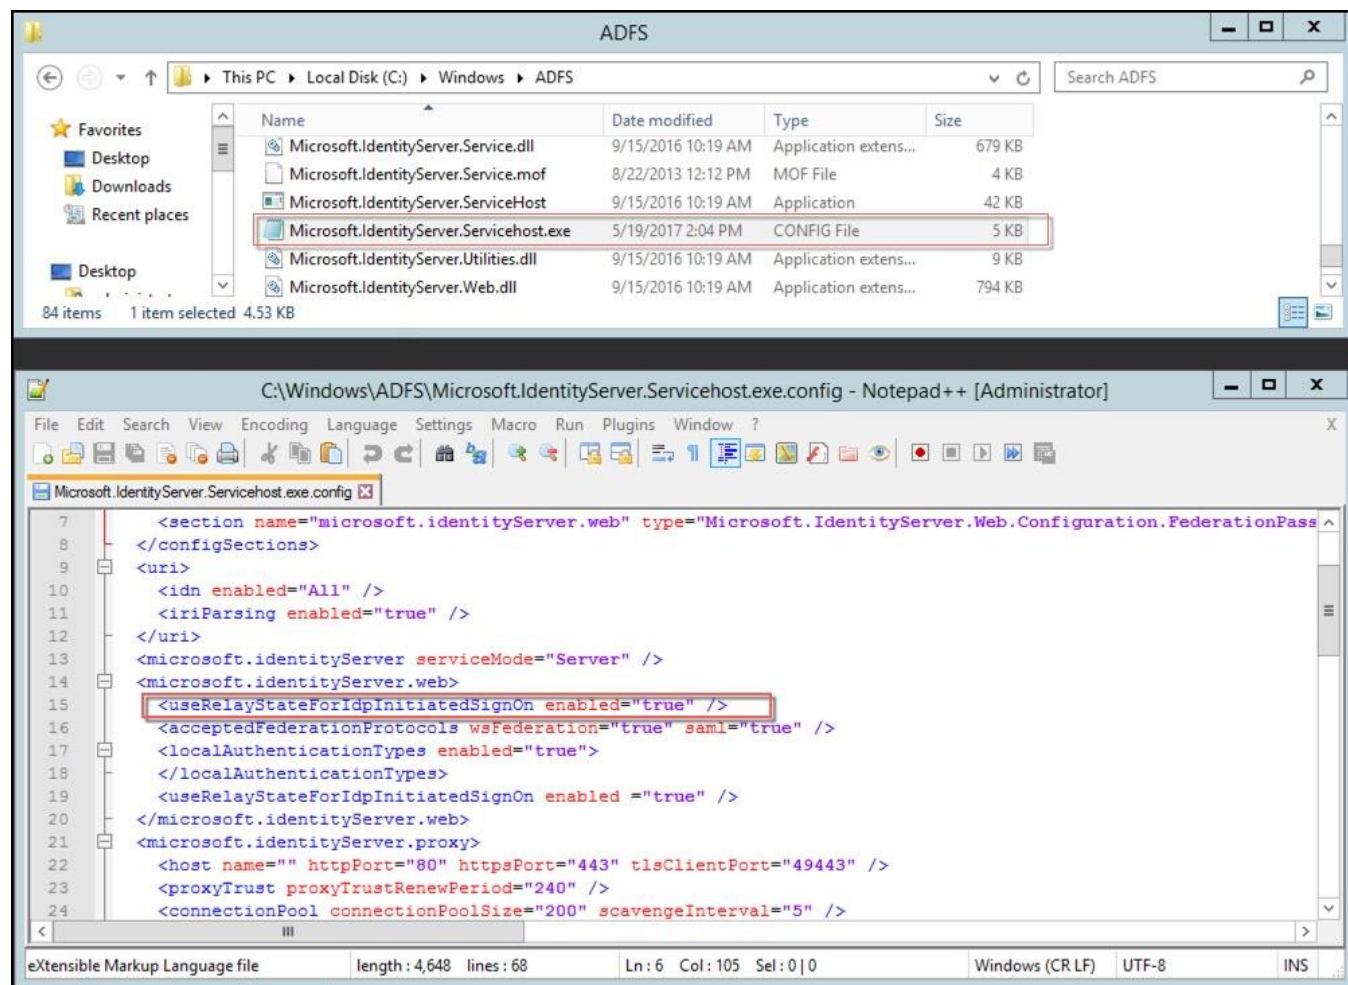 ADFS
This PC Local Disk (C:) Windows ADFS
Search ADFS
Favorites
Desktop
Downloads
Recent places
Desktop
Name Date modified Type Size
Microsoft.IdentityServer.Service.dll 9/15/2016 10:19 AM Application extens... 679 KB
Microsoft.IdentityServer.Service.mof 8/22/2013 12:12 PM MOF File 4 KB
Microsoft.IdentityServer.ServiceHost 9/15/2016 10:19 AM Application 42 KB
Microsoft.IdentityServer.Servicehost.exe 5/19/2017 2:04 PM CONFIG File 5 KB
Microsoft.IdentityServer.Utilities.dll 9/15/2016 10:19 AM Application extens... 9 KB
Microsoft.IdentityServer.Web.dll 9/15/2016 10:19 AM Application extens... 794 KB
84 items 1 item selected 4.53 KB
C:\Windows\ADFS\Microsoft.IdentityServer.Servicehost.exe.config - Notepad++ [Administrator]
File Edit Search View Encoding Language Settings Macro Run Plugins Window ? X
Microsoft.IdentityServer.Servicehost.exe.config
7 <section name="microsoft.identityServer.web" type="Microsoft.IdentityServer.Web.Configuration.FederationPass
8 </configSections>
9 <uri>
10 <idn enabled="All" />
11 <iriParsing enabled="true" />
12 </uri>
13 <microsoft.identityServer serviceMode="Server" />
14 <microsoft.identityServer.web>
15 <useRelayStateForIdpInitiatedSignOn enabled="true" />
16 <acceptedFederationProtocols wsFederation="true" saml="true" />
17 <localAuthenticationTypes enabled="true">
18 </localAuthenticationTypes>
19 <useRelayStateForIdpInitiatedSignOn enabled ="true" />
20 </microsoft.identityServer.web>
21 <microsoft.identityServer.proxy>
22 <host name="" httpPort="80" httpsPort="443" tlsClientPort="49443" />
23 <proxyTrust proxyTrustRenewPeriod="240" />
24 <connectionPool connectionPoolSize="200" scavengeInterval="5" />
eXtensible Markup Language file length : 4,648 lines : 68 Ln : 6 Col : 105 Sel : 0 | 0 Windows (CR LF) UTF-8 INS